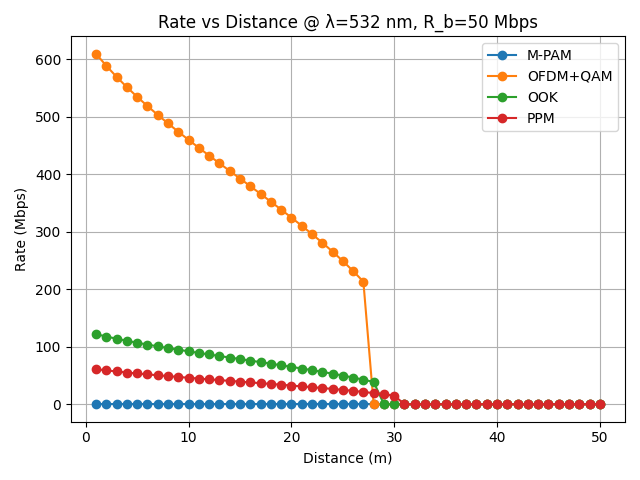 Rate vs Distance @ λ=532 nm, R_b=50 Mbps
M-PAM
OFDM+QAM
OOK
PPM
Rate (Mbps)
600
500
400
300
200
100
0
0 10 20 30 40 50
Distance (m)